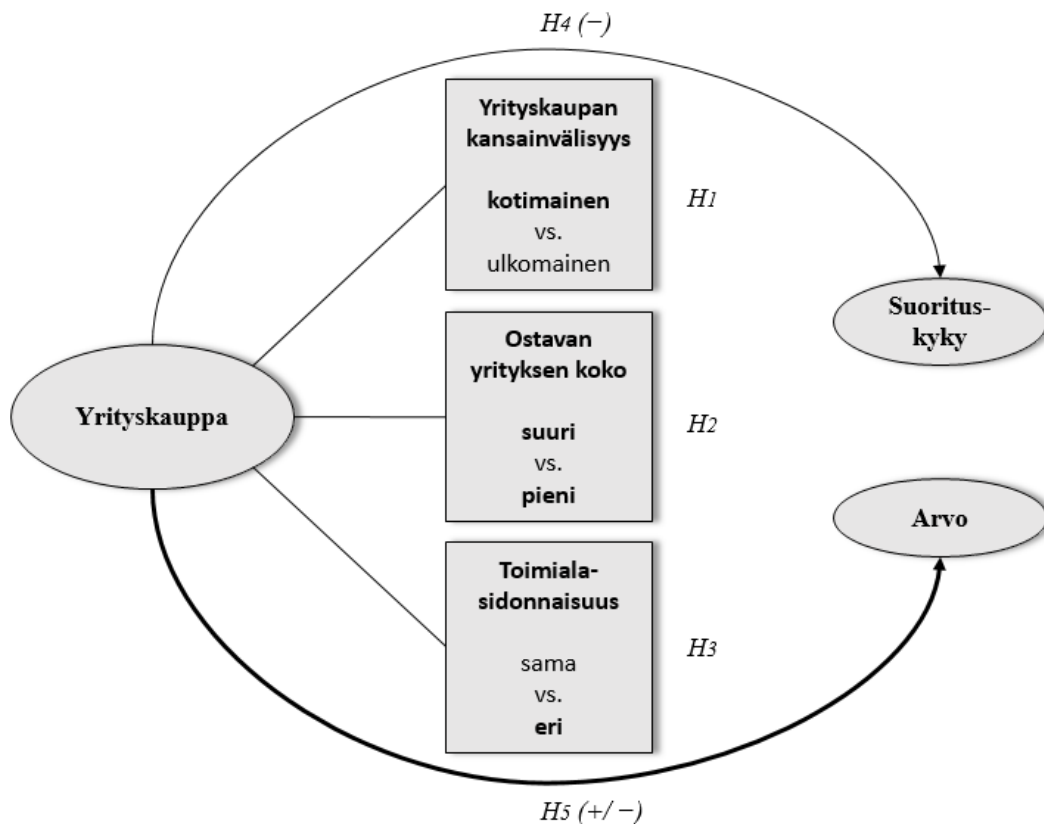 H4 (−)
Yrityskaupan
kansainvälisyys
kotimainen
vs.
ulkomainen
H1
Suoritus-
kyky
Ostavan
yrityksen koko
suuri
vs.
pieni
H2
Yrityskauppa
Arvo
Toimiala-
sidonnaisuus
sama
vs.
eri
H3
H5 (+/ −)